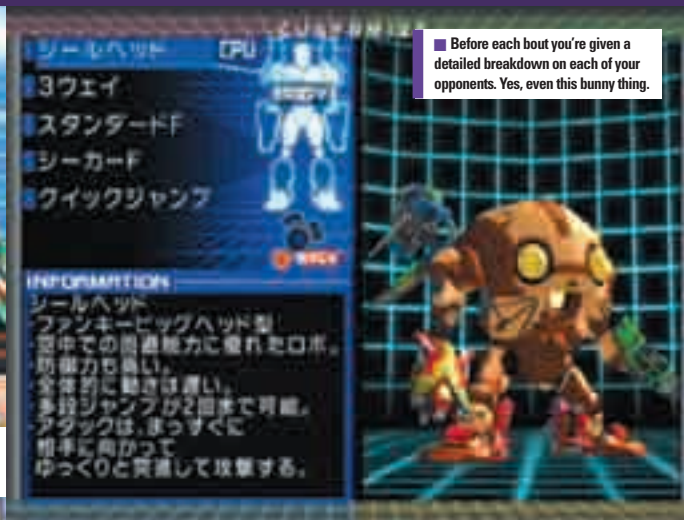 CUSTOMIZE
シールヘッド CPU
3ウェイ
スタンダードF
シーカーF
クイックジャンプ
BACK
INFORMATION
シールヘッド
・ファンキービッグヘッド型
・空中での回避能力に優れたロボ。
・防御力も高い。
・全体的に動きは遅い。
・多段ジャンプが2回まで可能。
・アタックは、まっすぐに
相手に向かって
ゆっくりと突進して攻撃する。
■ Before each bout you're given a
detailed breakdown on each of your
opponents. Yes, even this bunny thing.